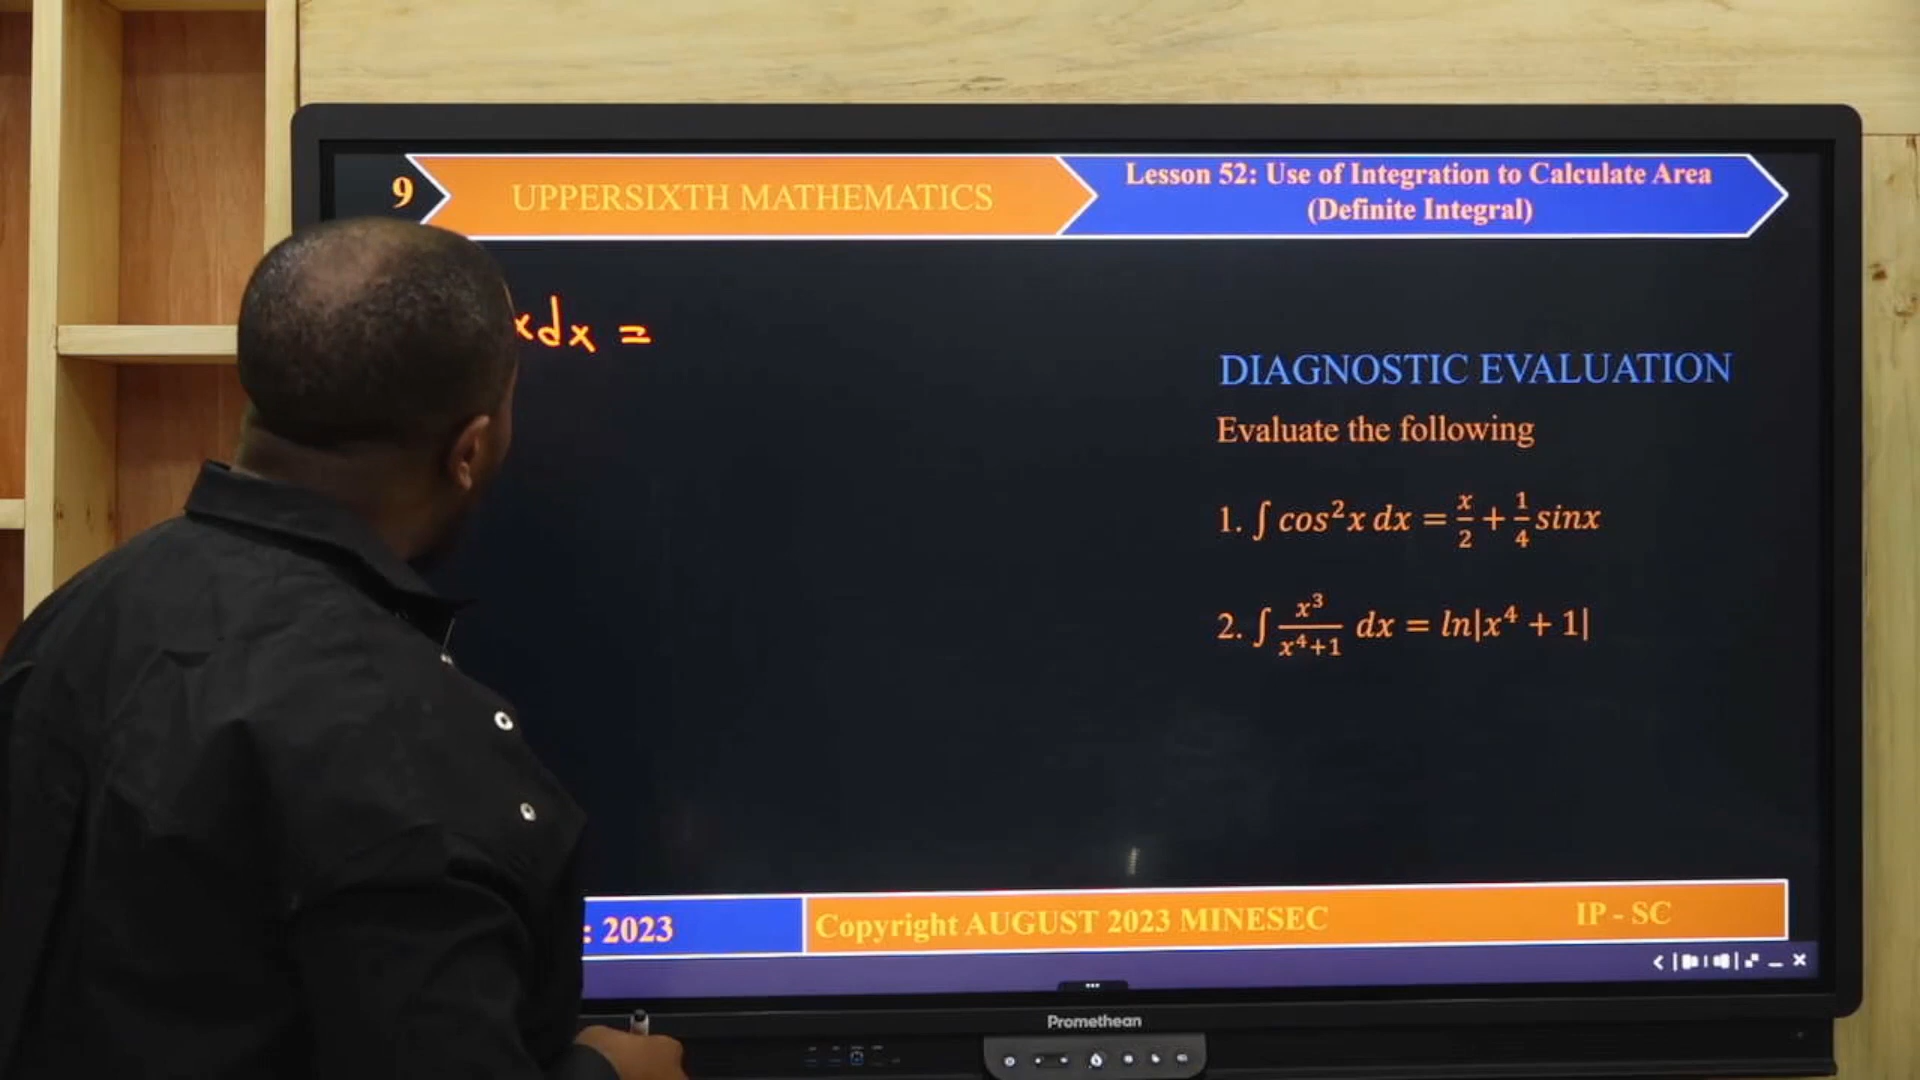 9
UPPERSIXTH MATHEMATICS
Lesson 52: Use of Integration to Calculate Area
(Definite Integral)
xdx =
DIAGNOSTIC EVALUATION
Evaluate the following
1. ∫ cos²x dx = x/2 + 1/4 sinx
2. ∫ x³/(x⁴+1) dx = ln|x⁴ + 1|
: 2023
Copyright AUGUST 2023 MINESEC
IP - SC
Promethean